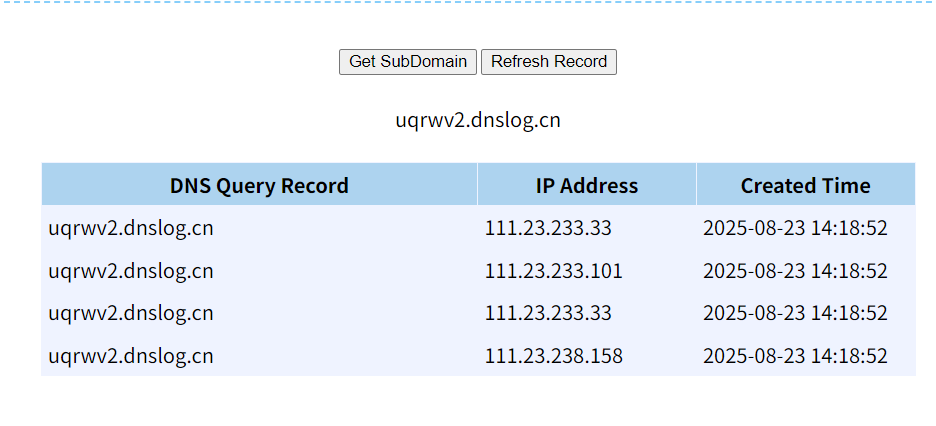 Get SubDomain Refresh Record
uqrwv2.dnslog.cn
DNS Query Record IP Address Created Time
uqrwv2.dnslog.cn 111.23.233.33 2025-08-23 14:18:52
uqrwv2.dnslog.cn 111.23.233.101 2025-08-23 14:18:52
uqrwv2.dnslog.cn 111.23.233.33 2025-08-23 14:18:52
uqrwv2.dnslog.cn 111.23.238.158 2025-08-23 14:18:52